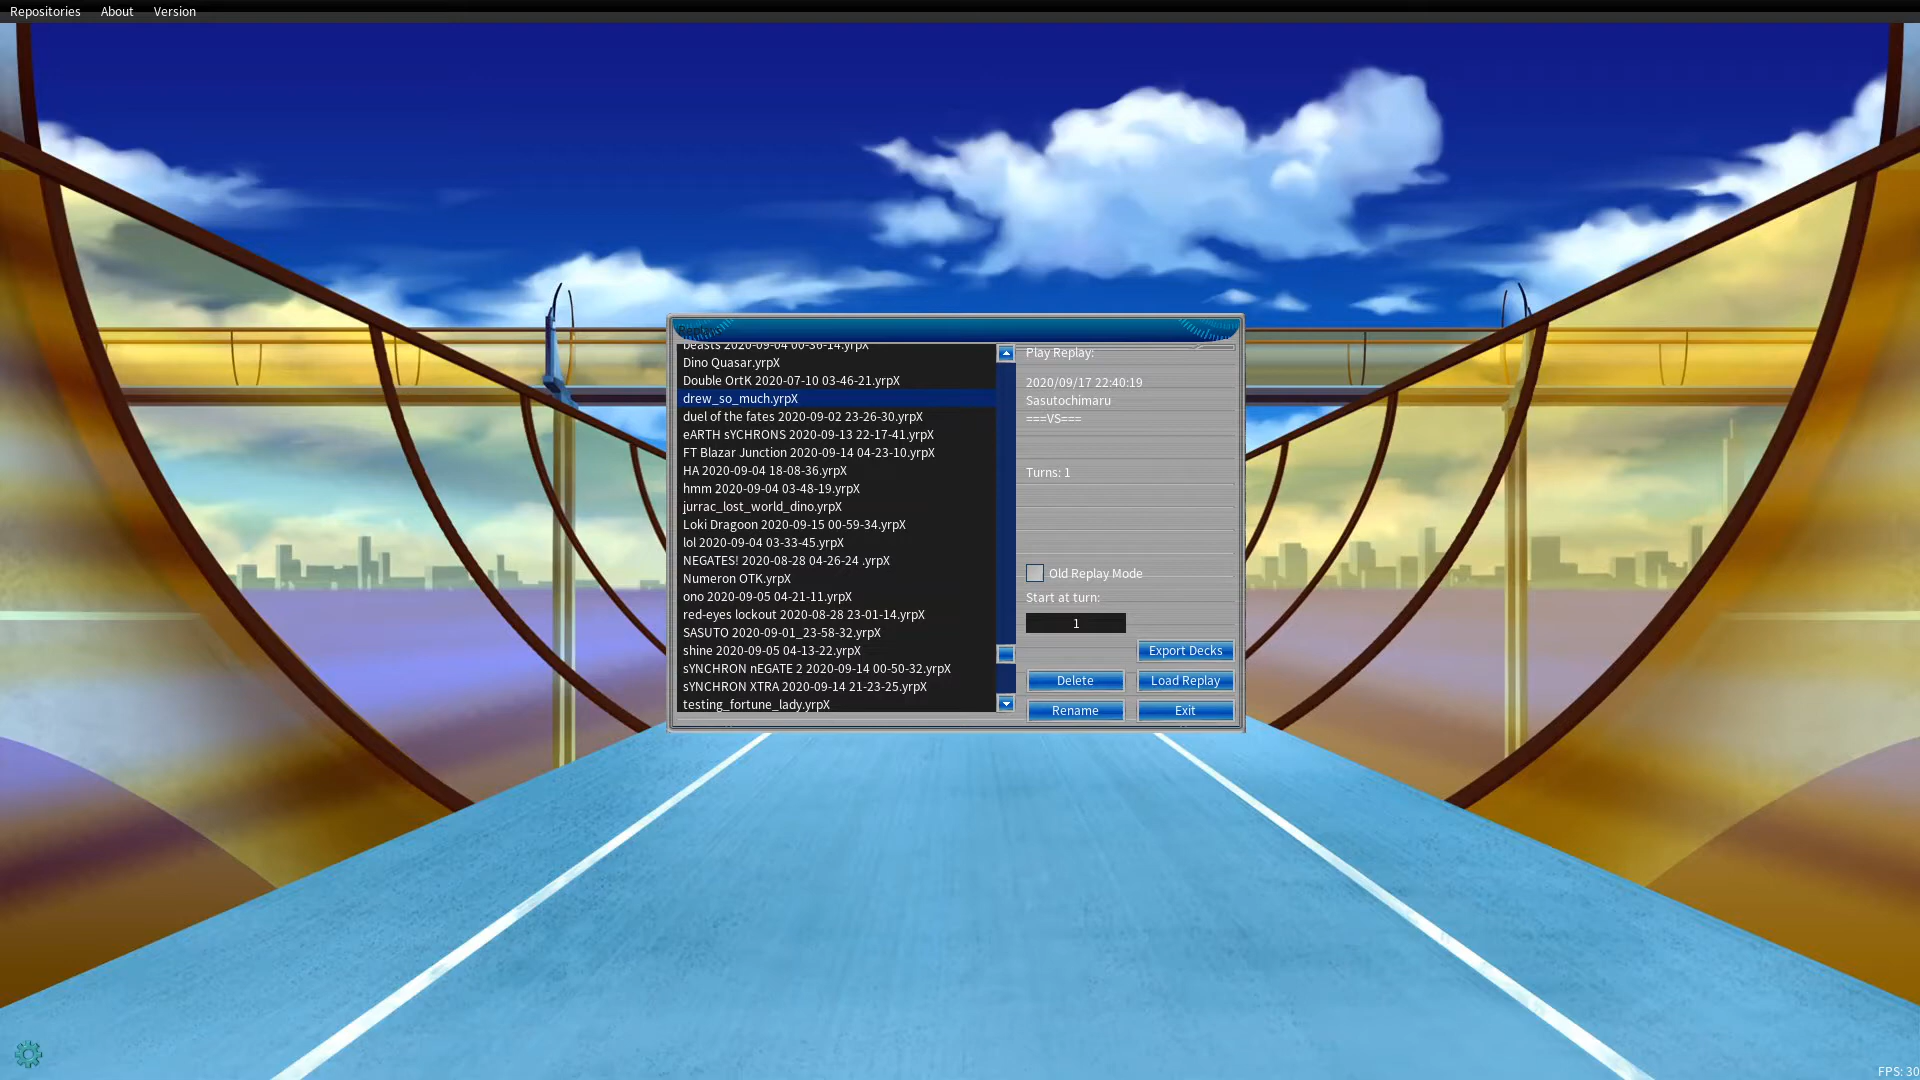 Repositories About Version
Replays
beasts 2020-09-04 00-36-14.yrpX
Dino Quasar.yrpX
Double OrtK 2020-07-10 03-46-21.yrpX
drew_so_much.yrpX
duel of the fates 2020-09-02 23-26-30.yrpX
eARTH sYCHRONS 2020-09-13 22-17-41.yrpX
FT Blazar Junction 2020-09-14 04-23-10.yrpX
HA 2020-09-04 18-08-36.yrpX
hmm 2020-09-04 03-48-19.yrpX
jurrac_lost_world_dino.yrpX
Loki Dragoon 2020-09-15 00-59-34.yrpX
lol 2020-09-04 03-33-45.yrpX
NEGATES! 2020-08-28 04-26-24 .yrpX
Numeron OTK.yrpX
ono 2020-09-05 04-21-11.yrpX
red-eyes lockout 2020-08-28 23-01-14.yrpX
SASUTO 2020-09-01_23-58-32.yrpX
shine 2020-09-05 04-13-22.yrpX
sYNCHRON nEGATE 2 2020-09-14 00-50-32.yrpX
sYNCHRON XTRA 2020-09-14 21-23-25.yrpX
testing_fortune_lady.yrpX
Play Replay:
2020/09/17 22:40:19
Sasutochimaru
===VS===
Turns: 1
Old Replay Mode
Start at turn:
1
Export Decks
Delete Load Replay
Rename Exit
FPS: 30